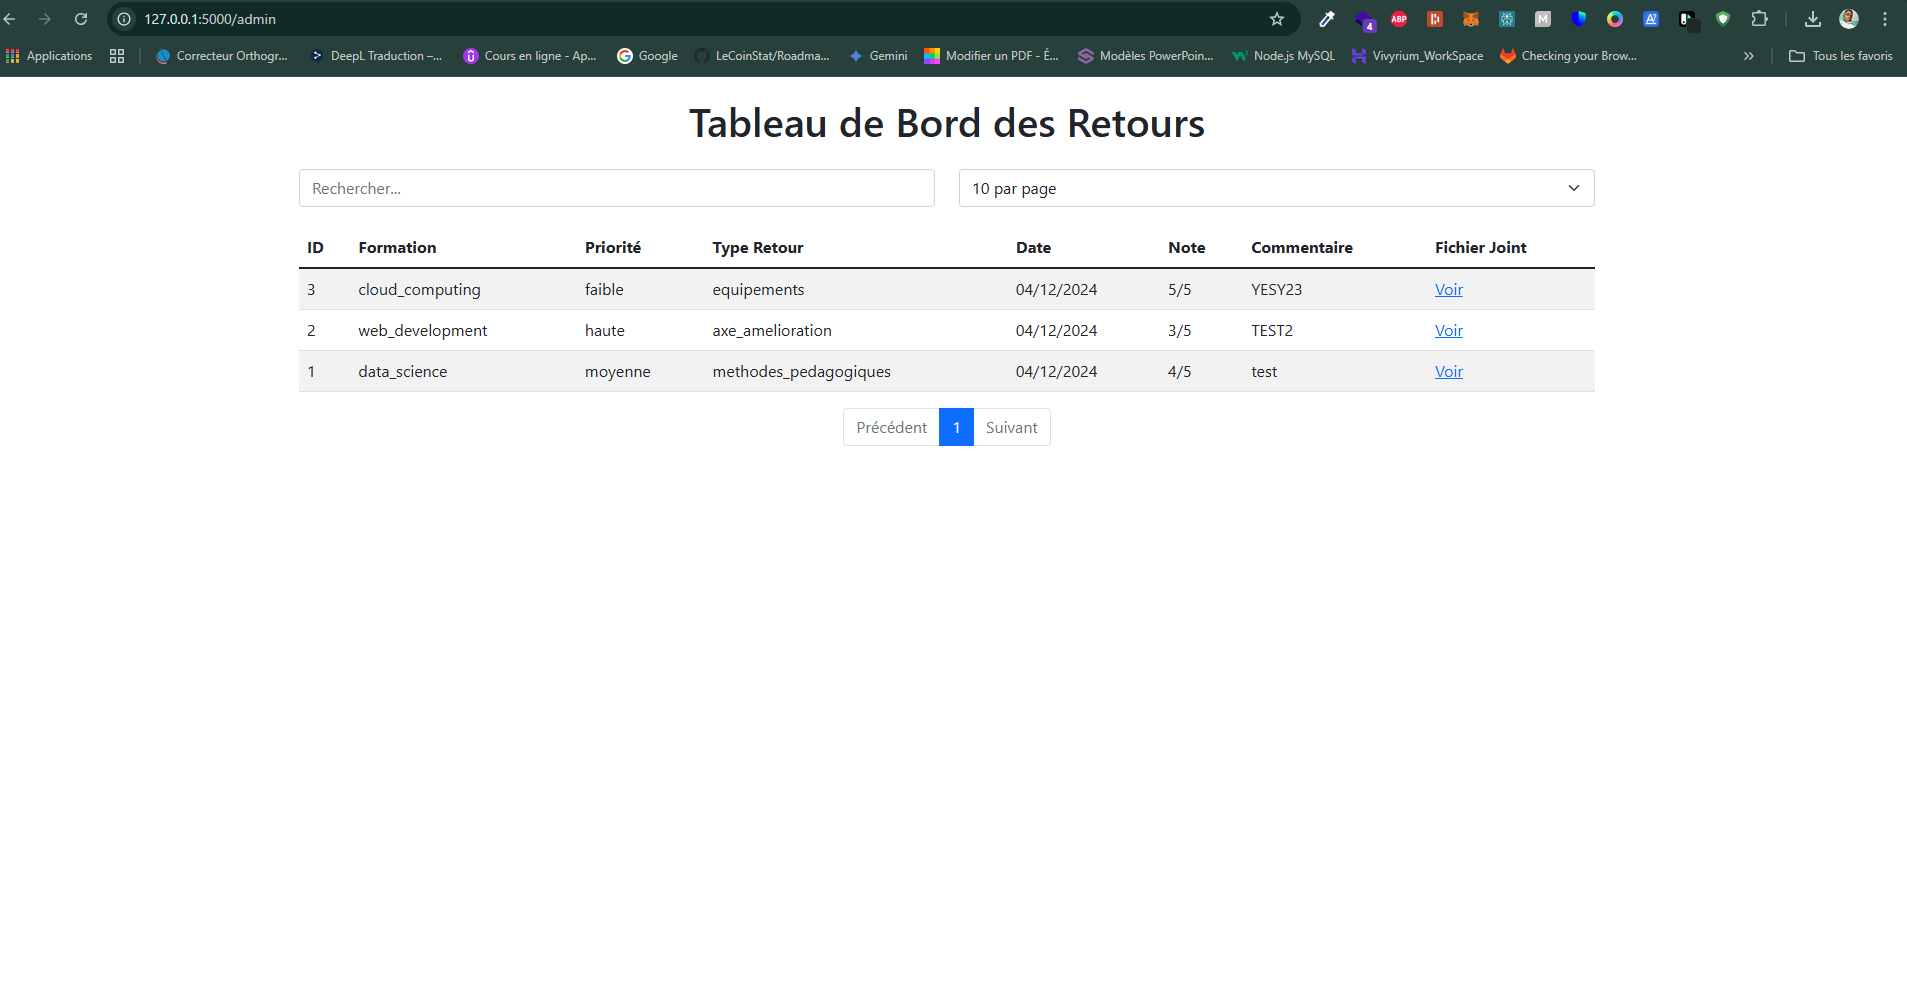 127.0.0.1:5000/admin
4 ABP M A
Applications Correcteur Orthogr... DeepL Traduction –... Cours en ligne - Ap... Google LeCoinStat/Roadma... Gemini Modifier un PDF - É... Modèles PowerPoin... Node.js MySQL Vivyrium_WorkSpace Checking your Brow... » Tous les favoris
Tableau de Bord des Retours
Rechercher... 10 par page
ID Formation Priorité Type Retour Date Note Commentaire Fichier Joint
3 cloud_computing faible equipements 04/12/2024 5/5 YESY23 Voir
2 web_development haute axe_amelioration 04/12/2024 3/5 TEST2 Voir
1 data_science moyenne methodes_pedagogiques 04/12/2024 4/5 test Voir
Précédent 1 Suivant